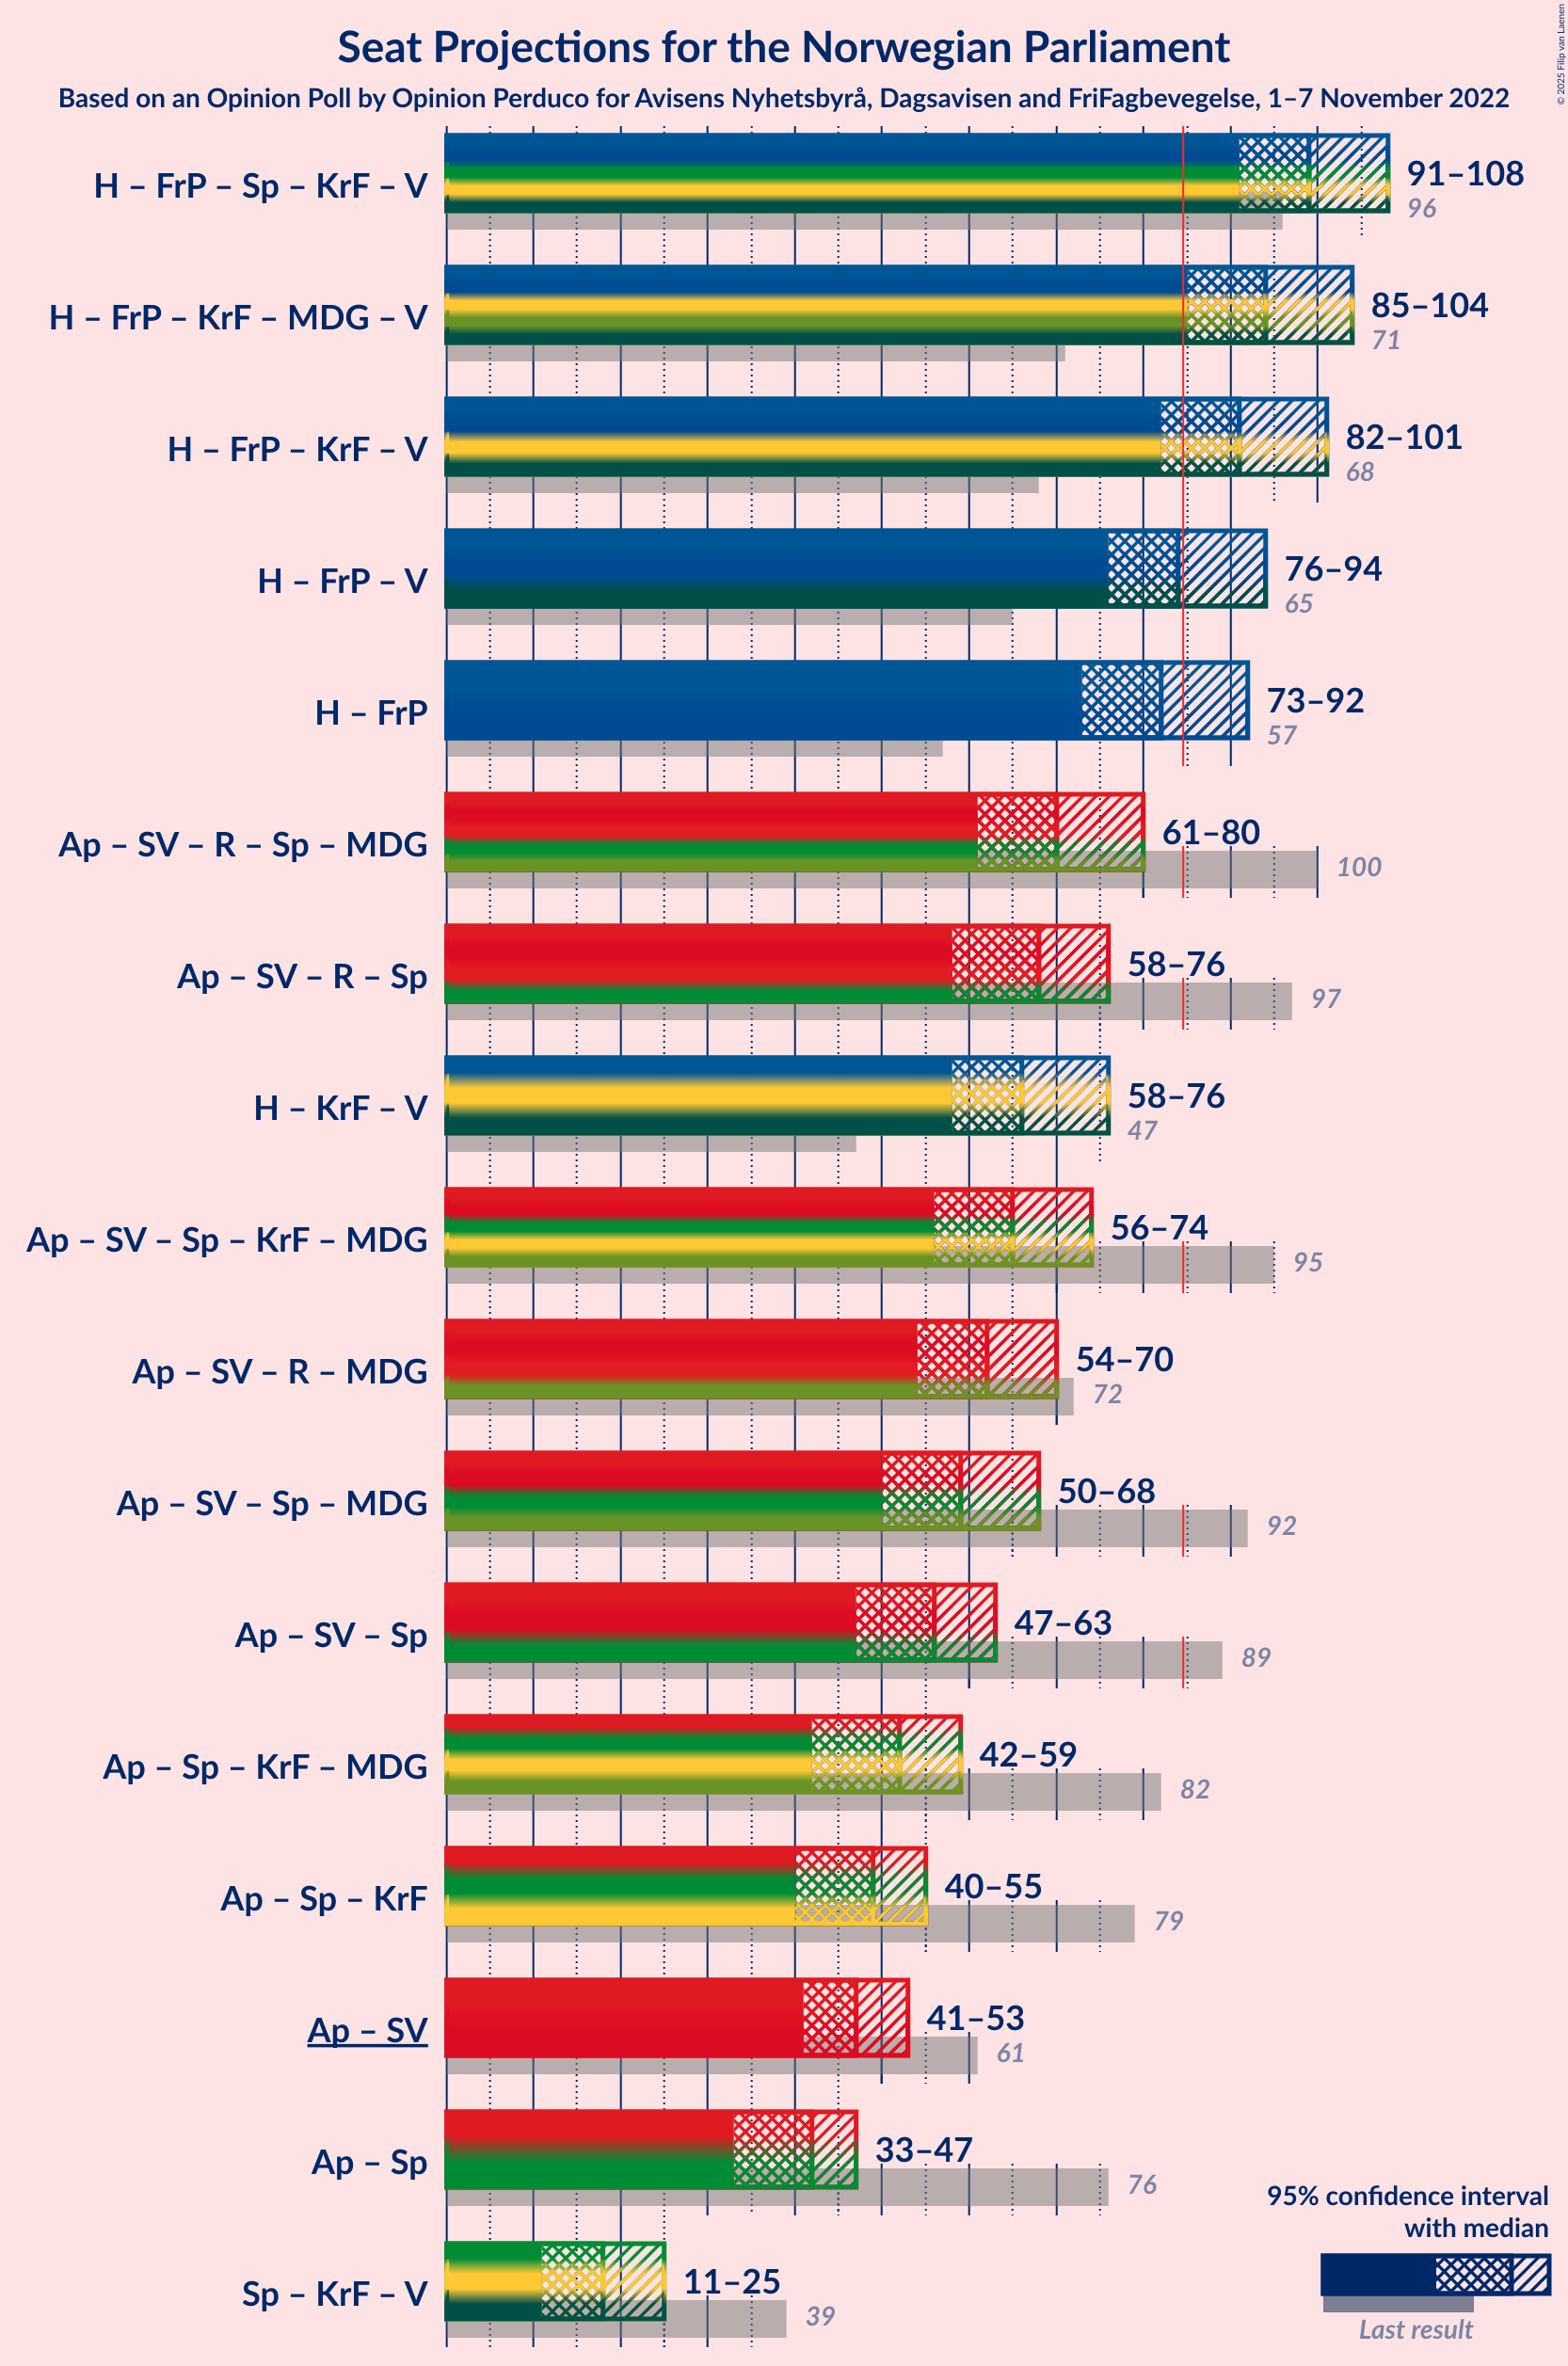 Seat Projections for the Norwegian Parliament
Based on an Opinion Poll by Opinion Perduco for Avisens Nyhetsbyrå, Dagsavisen and FriFagbevegelse, 1–7 November 2022
© 2025 Filip van Laenen
H – FrP – Sp – KrF – V
91–108
96
H – FrP – KrF – MDG – V
85–104
71
H – FrP – KrF – V
82–101
68
H – FrP – V
76–94
65
H – FrP
73–92
57
Ap – SV – R – Sp – MDG
61–80
100
Ap – SV – R – Sp
58–76
97
H – KrF – V
58–76
47
Ap – SV – Sp – KrF – MDG
56–74
95
Ap – SV – R – MDG
54–70
72
Ap – SV – Sp – MDG
50–68
92
Ap – SV – Sp
47–63
89
Ap – Sp – KrF – MDG
42–59
82
Ap – Sp – KrF
40–55
79
Ap – SV
41–53
61
Ap – Sp
33–47
76
Sp – KrF – V
11–25
39
95% confidence interval
with median
Last result